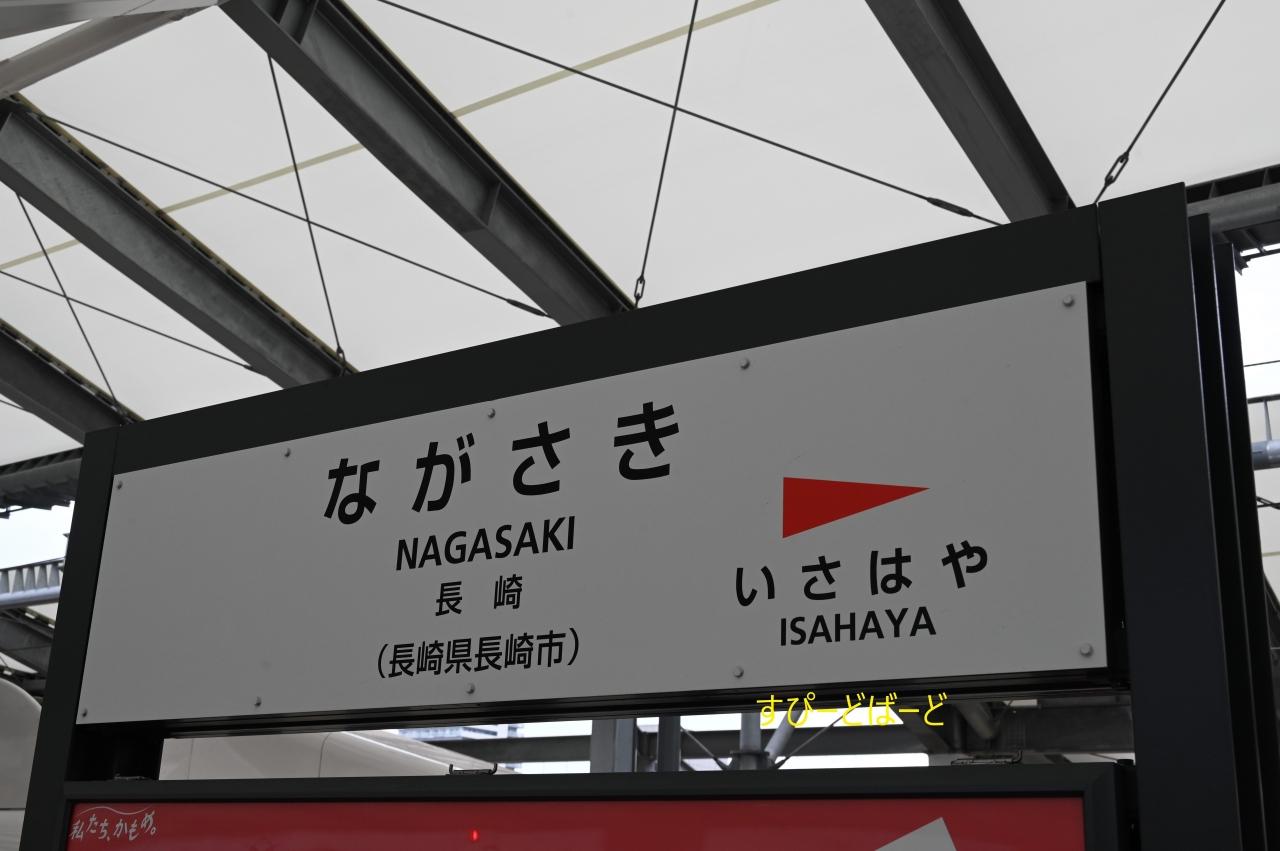 ながさき
NAGASAKI
長崎
(長崎県長崎市)
いさはや
ISAHAYA
すぴーどばーど
私たち、かもめ。